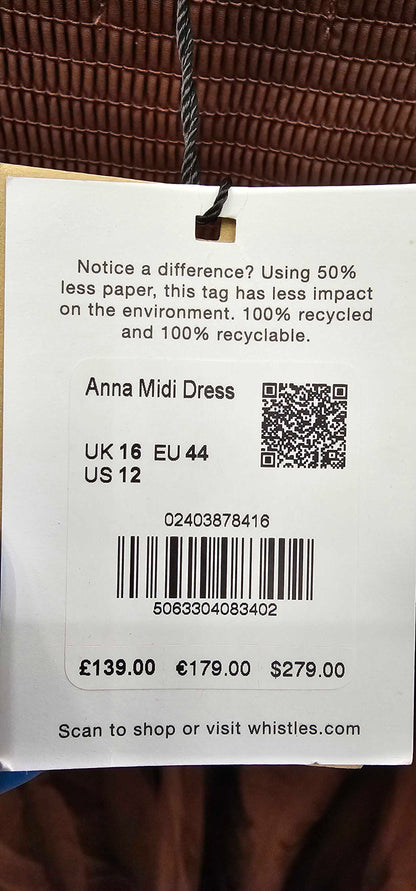 Notice a difference? Using 50%
less paper, this tag has less impact
on the environment. 100% recycled
and 100% recyclable.
Anna Midi Dress
UK 16 EU 44
US 12
02403878416
5063304083402
£139.00 €179.00 $279.00
Scan to shop or visit whistles.com